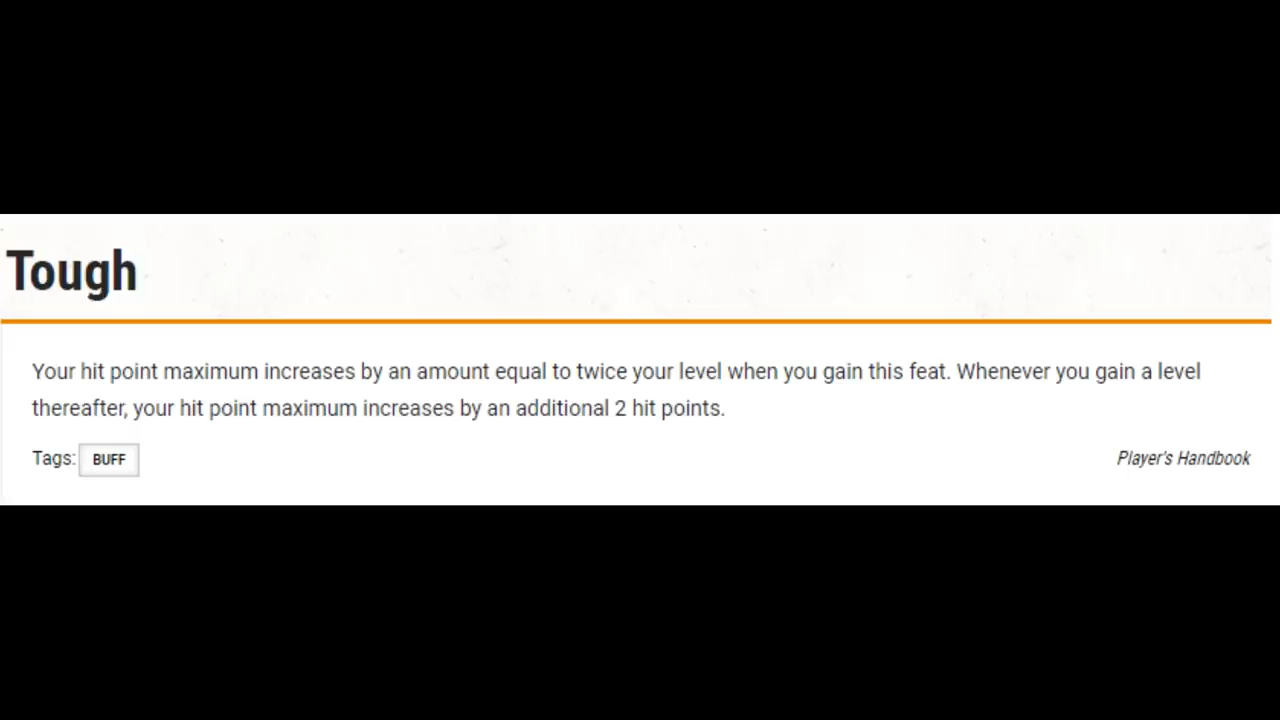 Tough
Your hit point maximum increases by an amount equal to twice your level when you gain this feat. Whenever you gain a level
thereafter, your hit point maximum increases by an additional 2 hit points.
Tags: BUFF
Player's Handbook